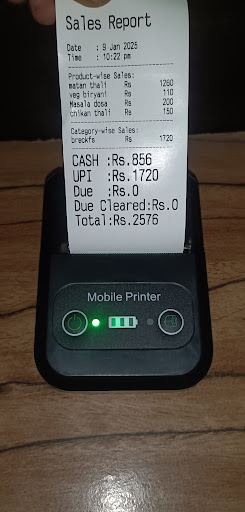 Sales Report
Date : 9 Jan 2025
Time : 10:22 pm
Product-wise Sales:
matan thali Rs 1260
veg biryani Rs 110
Masala dosa Rs 200
chikan thali Rs 150
Category-wise Sales:
breckfs Rs 1720
CASH :Rs.856
UPI :Rs.1720
Due :Rs.0
Due Cleared:Rs.0
Total:Rs.2576
Mobile Printer